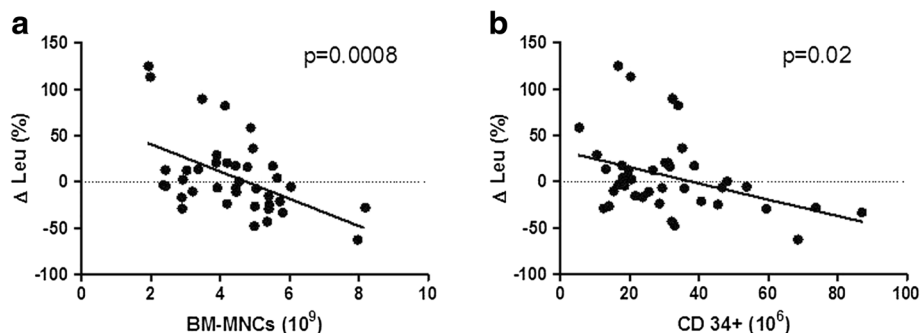 a
p=0.0008
Δ Leu (%)
150
100
50
0
-50
-100
0 2 4 6 8 10
BM-MNCs (10⁹)
b
p=0.02
Δ Leu (%)
150
100
50
0
-50
-100
0 20 40 60 80 100
CD 34+ (10⁶)